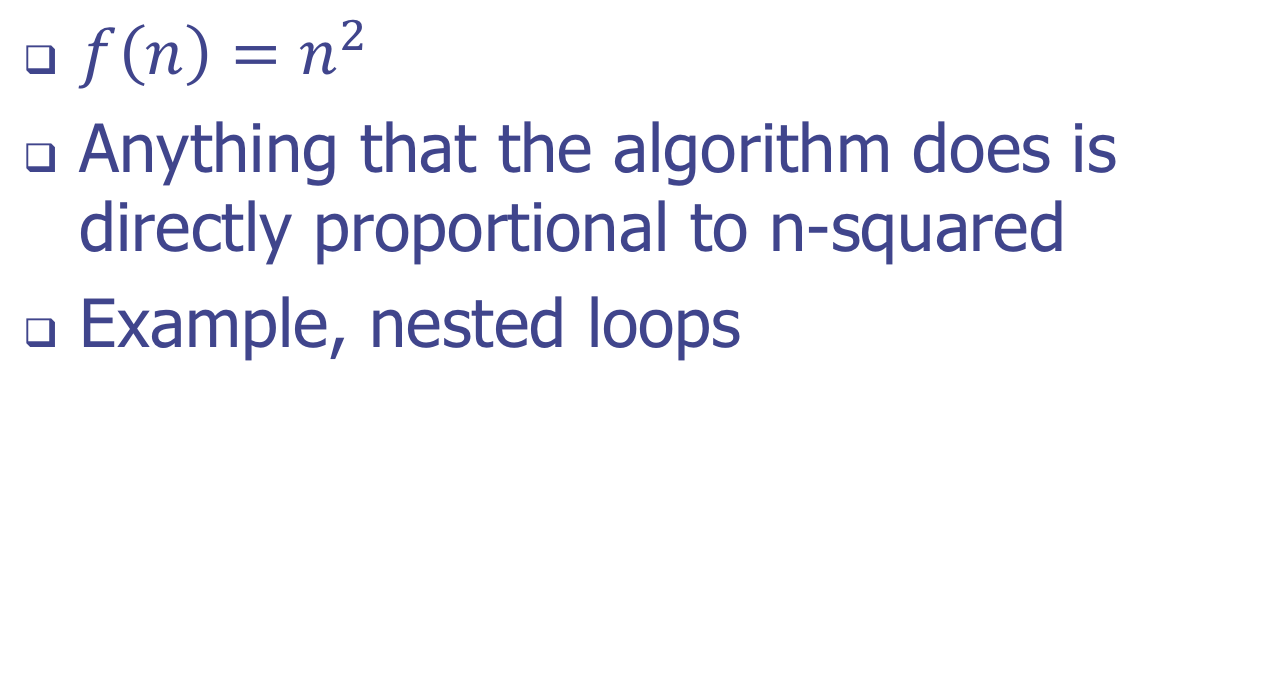 ❑ f(n) = n²
❑ Anything that the algorithm does is
directly proportional to n-squared
❑ Example, nested loops